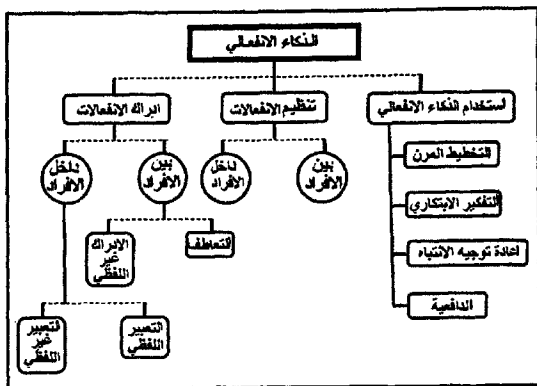 الذكاء الانفعالي
ادراك الانفعالات
تنظيم الانفعالات
استخدام الذكاء الانفعالي
داخل
الافراد
بين
الافراد
داخل
الافراد
بين
الافراد
التخطيط المرن
التفكير الابتكاري
اعادة توجيه الانتباه
الدافعية
الادراك
غير
اللفظي
التعاطف
التعبير
غير
اللفظي
التعبير
اللفظي